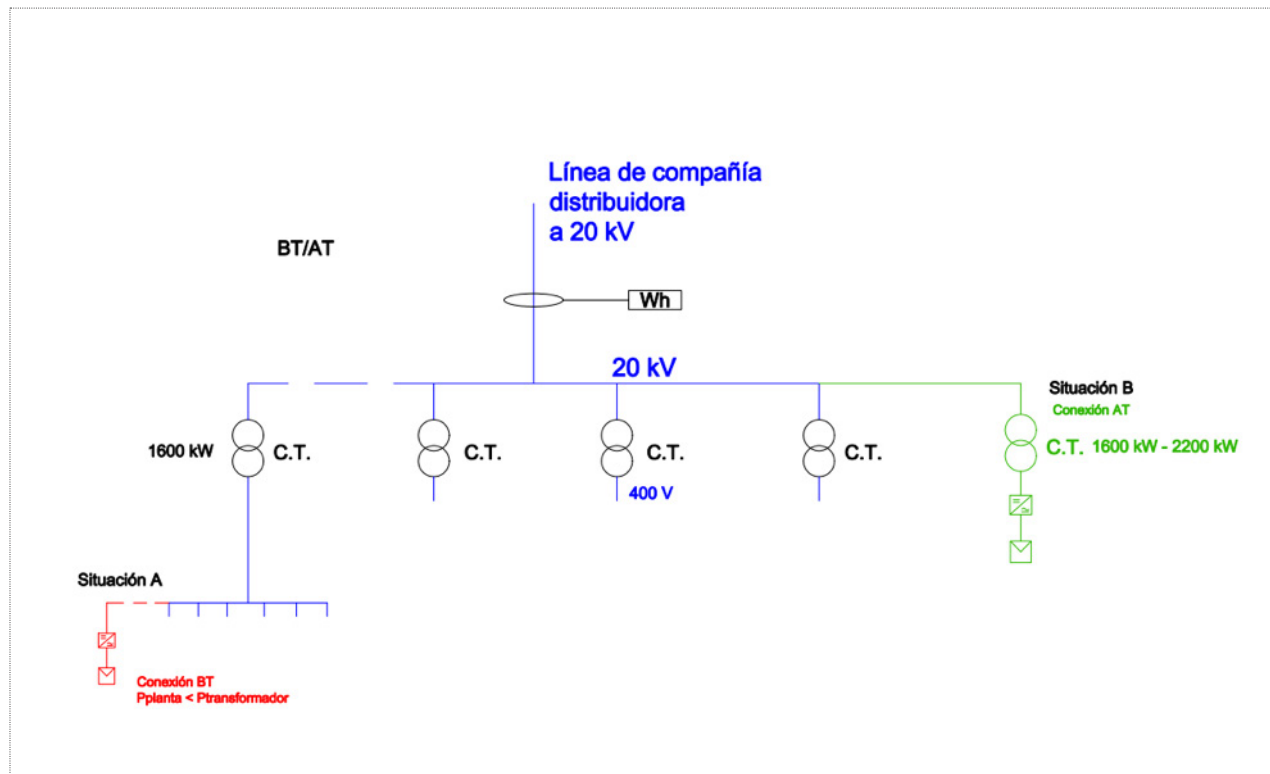 Línea de compañía
distribuidora
a 20 kV
BT/AT
Wh
20 kV
Situación B
Conexión AT
1600 kW
C.T.
C.T.
C.T.
C.T.
C.T. 1600 kW - 2200 kW
400 V
Situación A
Conexión BT
Pplanta < Ptransformador